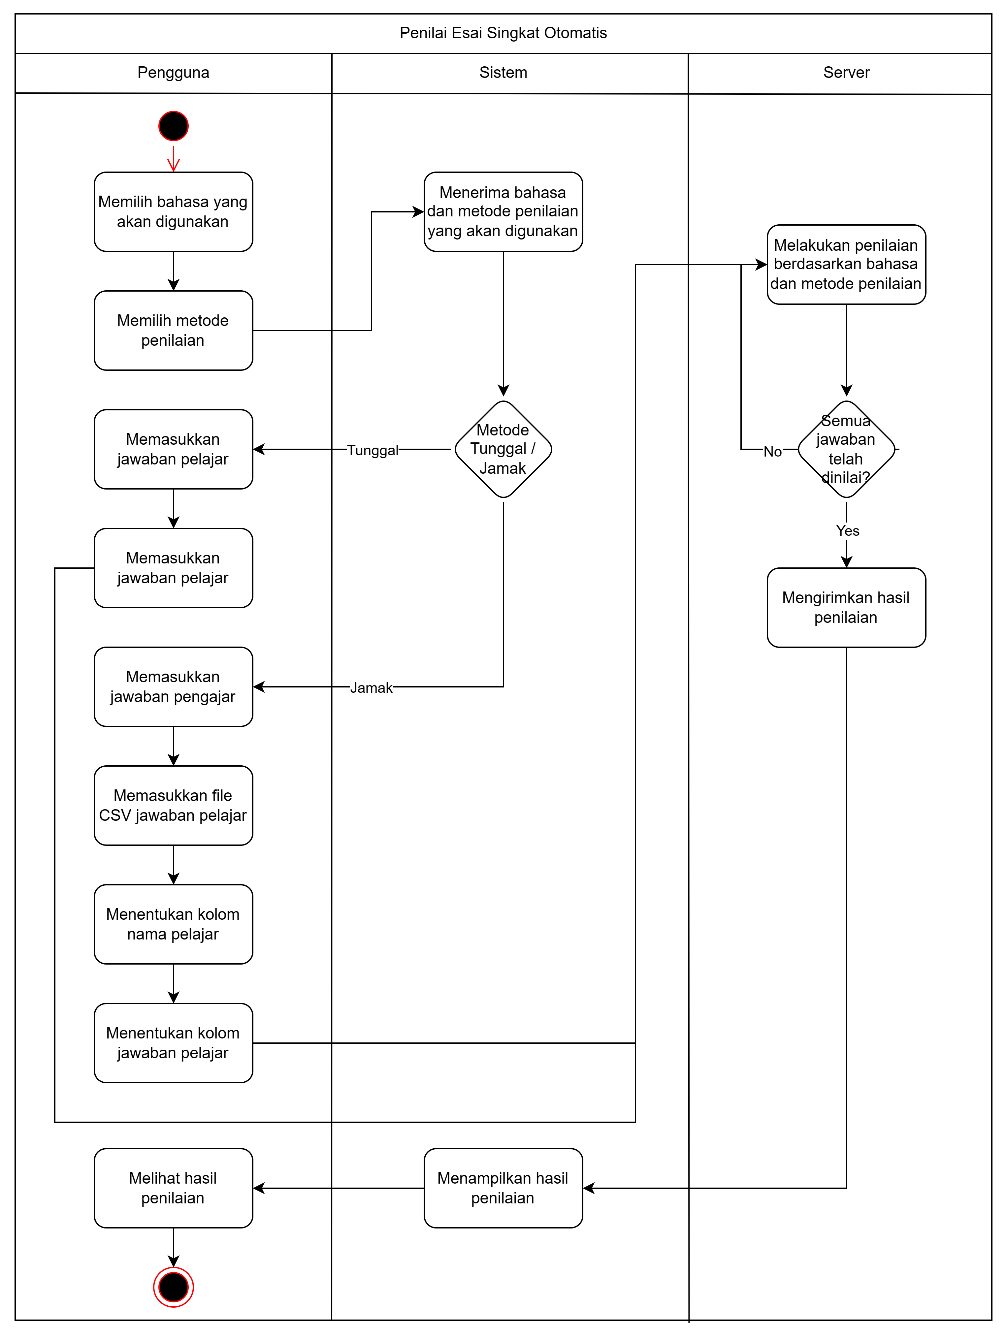 Penilai Esai Singkat Otomatis
Pengguna
Sistem
Server
Memilih bahasa yang
akan digunakan
Memilih metode
penilaian
Menerima bahasa
dan metode penilaian
yang akan digunakan
Metode
Tunggal /
Jamak
Tunggal
Memasukkan
jawaban pelajar
Memasukkan
jawaban pelajar
Jamak
Memasukkan
jawaban pengajar
Memasukkan file
CSV jawaban pelajar
Menentukan kolom
nama pelajar
Menentukan kolom
jawaban pelajar
Melakukan penilaian
berdasarkan bahasa
dan metode penilaian
Semua
jawaban
telah
dinilai?
No
Yes
Mengirimkan hasil
penilaian
Menampilkan hasil
penilaian
Melihat hasil
penilaian